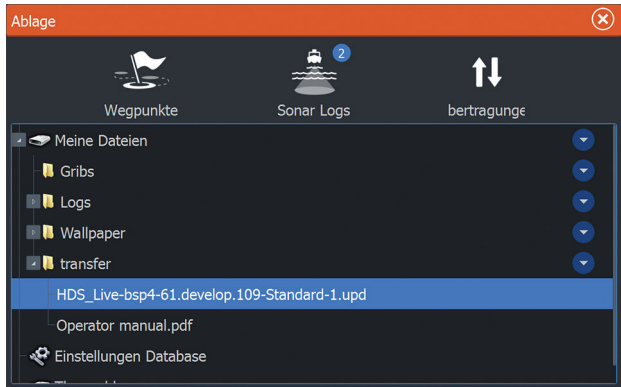 Ablage
2
Wegpunkte
Sonar Logs
bertragunge
Meine Dateien
Gribs
Logs
Wallpaper
transfer
HDS_Live-bsp4-61.develop.109-Standard-1.upd
Operator manual.pdf
Einstellungen Database